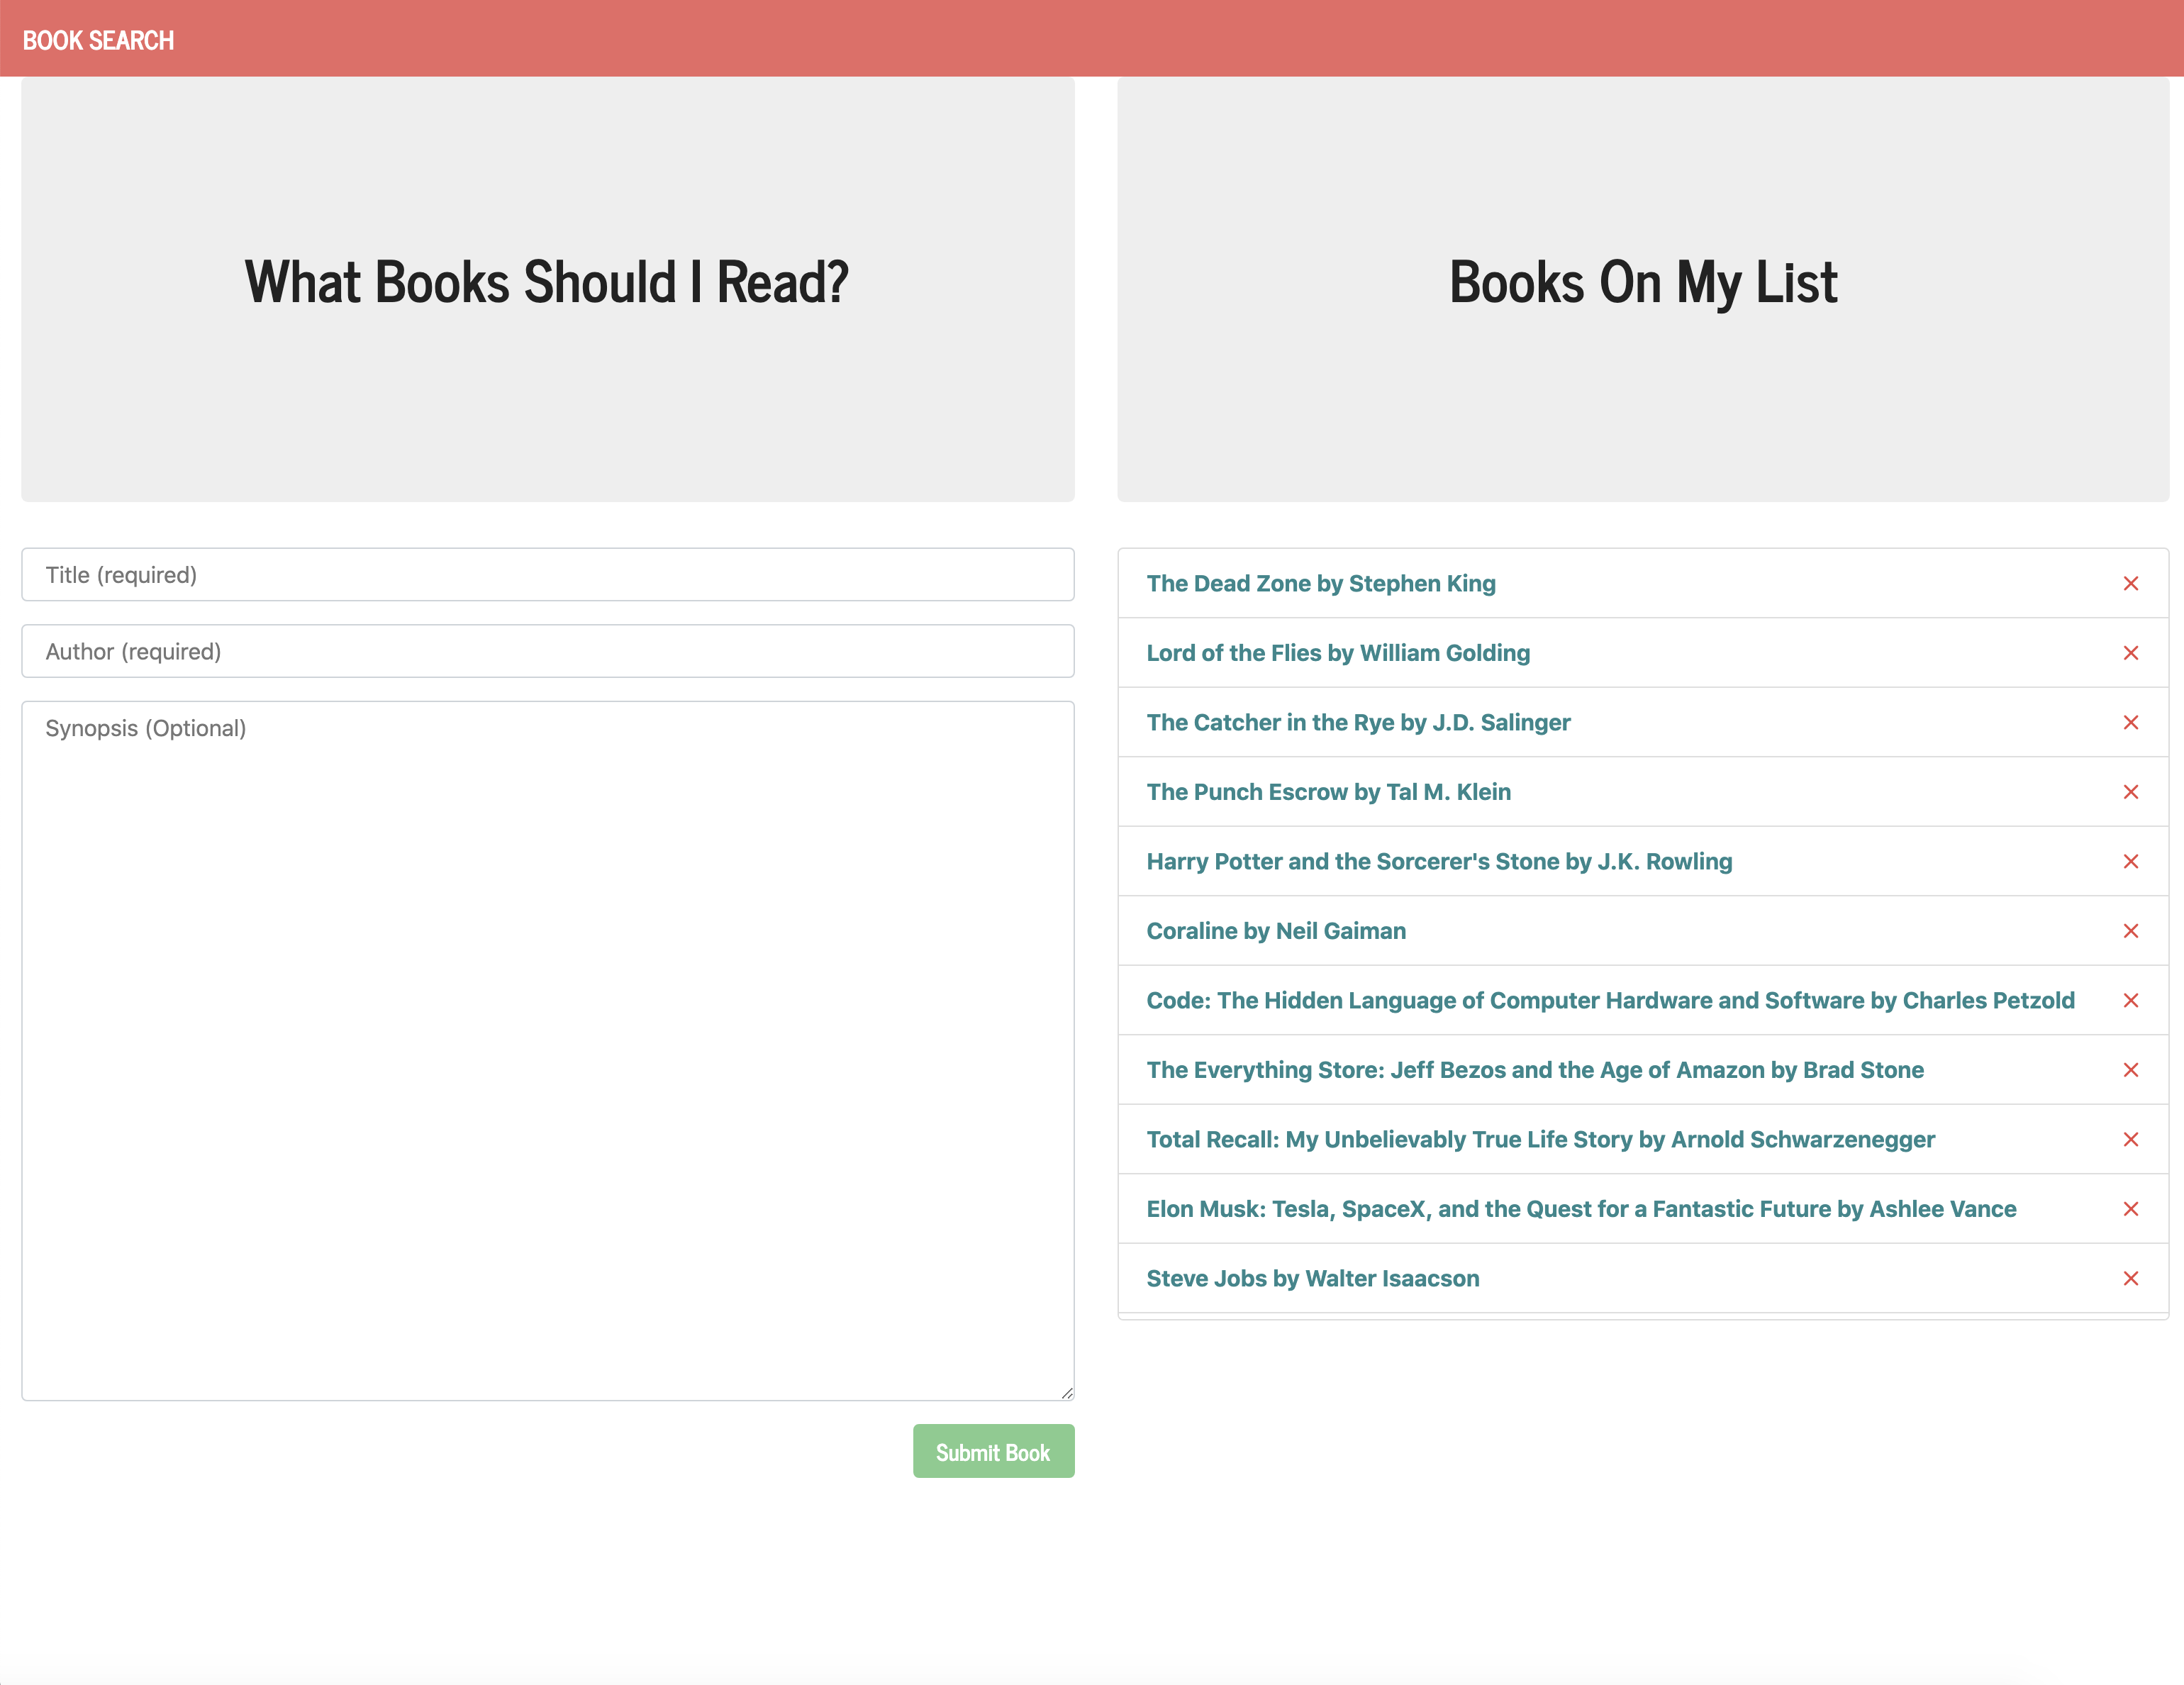 BOOK SEARCH
What Books Should I Read?
Title (required)
Author (required)
Synopsis (Optional)
Submit Book
Books On My List
The Dead Zone by Stephen King
Lord of the Flies by William Golding
The Catcher in the Rye by J.D. Salinger
The Punch Escrow by Tal M. Klein
Harry Potter and the Sorcerer's Stone by J.K. Rowling
Coraline by Neil Gaiman
Code: The Hidden Language of Computer Hardware and Software by Charles Petzold
The Everything Store: Jeff Bezos and the Age of Amazon by Brad Stone
Total Recall: My Unbelievably True Life Story by Arnold Schwarzenegger
Elon Musk: Tesla, SpaceX, and the Quest for a Fantastic Future by Ashlee Vance
Steve Jobs by Walter Isaacson